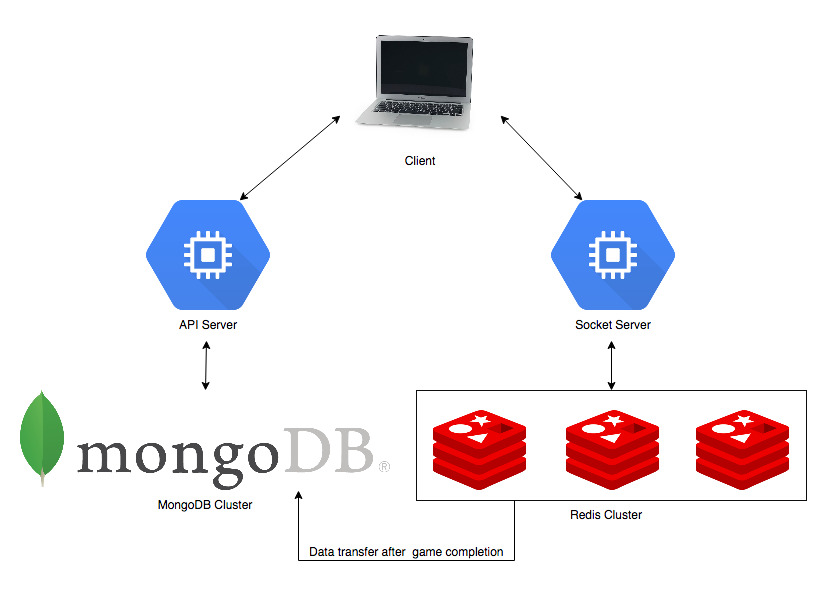 Client
API Server
Socket Server
mongoDB®
MongoDB Cluster
Redis Cluster
Data transfer after game completion